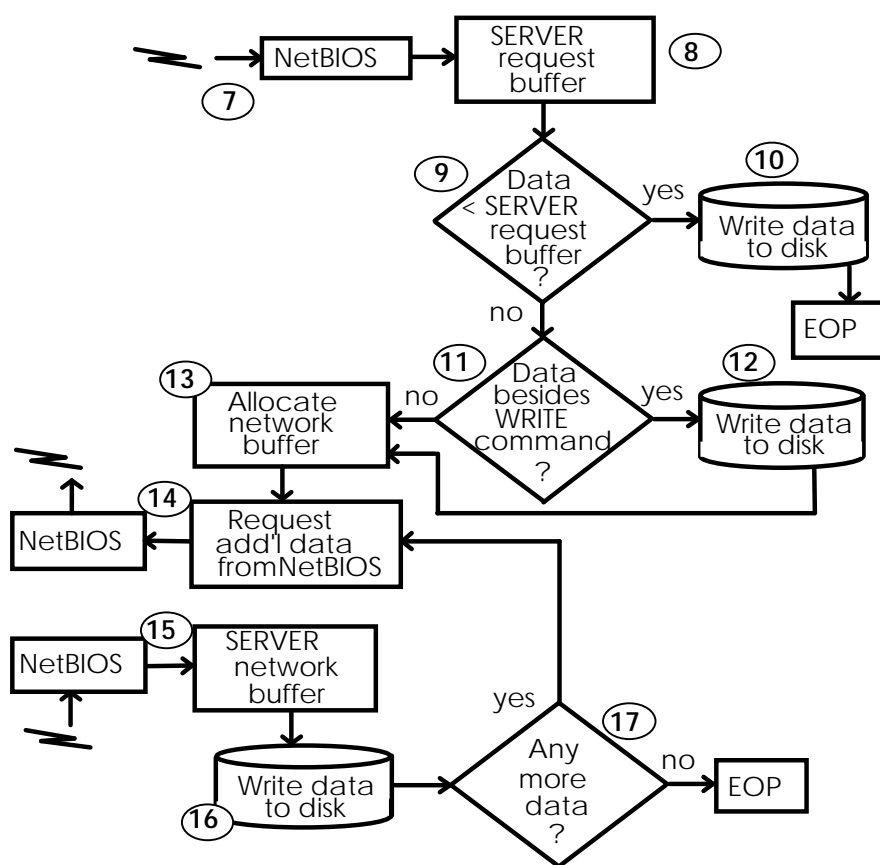 7
NetBIOS
SERVER
request
buffer
8
9
Data
< SERVER
request
buffer
?
yes
10
Write data
to disk
EOP
no
11
Data
besides
WRITE
command
?
yes
12
Write data
to disk
no
13
Allocate
network
buffer
14
Request
add'l data
fromNetBIOS
NetBIOS
15
NetBIOS
SERVER
network
buffer
16
Write data
to disk
17
Any
more
data
?
yes
no
EOP